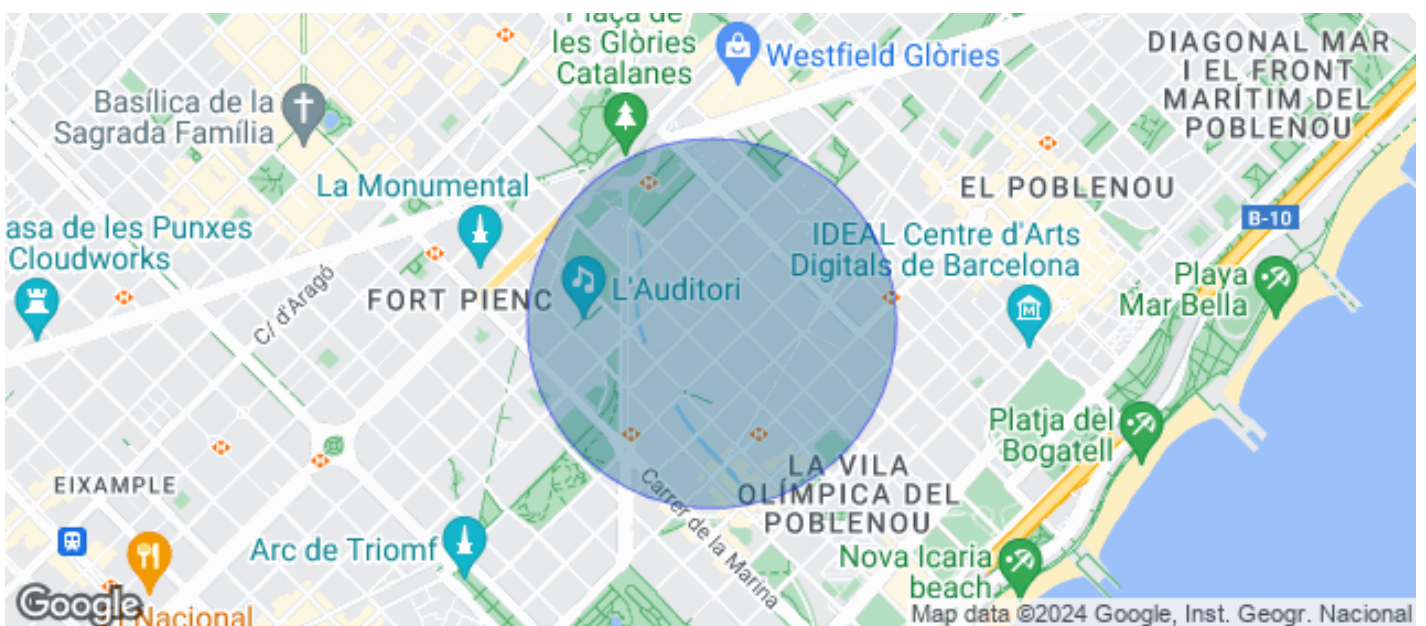 Plaça de
les Glòries
Catalanes
Westfield Glòries
DIAGONAL MAR
I EL FRONT
MARÍTIM DEL
POBLENOU
Basílica de la
Sagrada Família
La Monumental
EL POBLENOU
B-10
asa de les Punxes
Cloudworks
IDEAL Centre d'Arts
Digitals de Barcelona
Playa
Mar Bella
C/ d'Aragó
FORT PIENC
L'Auditori
Platja del
Bogatell
EIXAMPLE
LA VILA
OLÍMPICA DEL
POBLENOU
Carrer de la Marina
Arc de Triomf
Nova Icaria
beach
Google
Nacional
Map data ©2024 Google, Inst. Geogr. Nacional